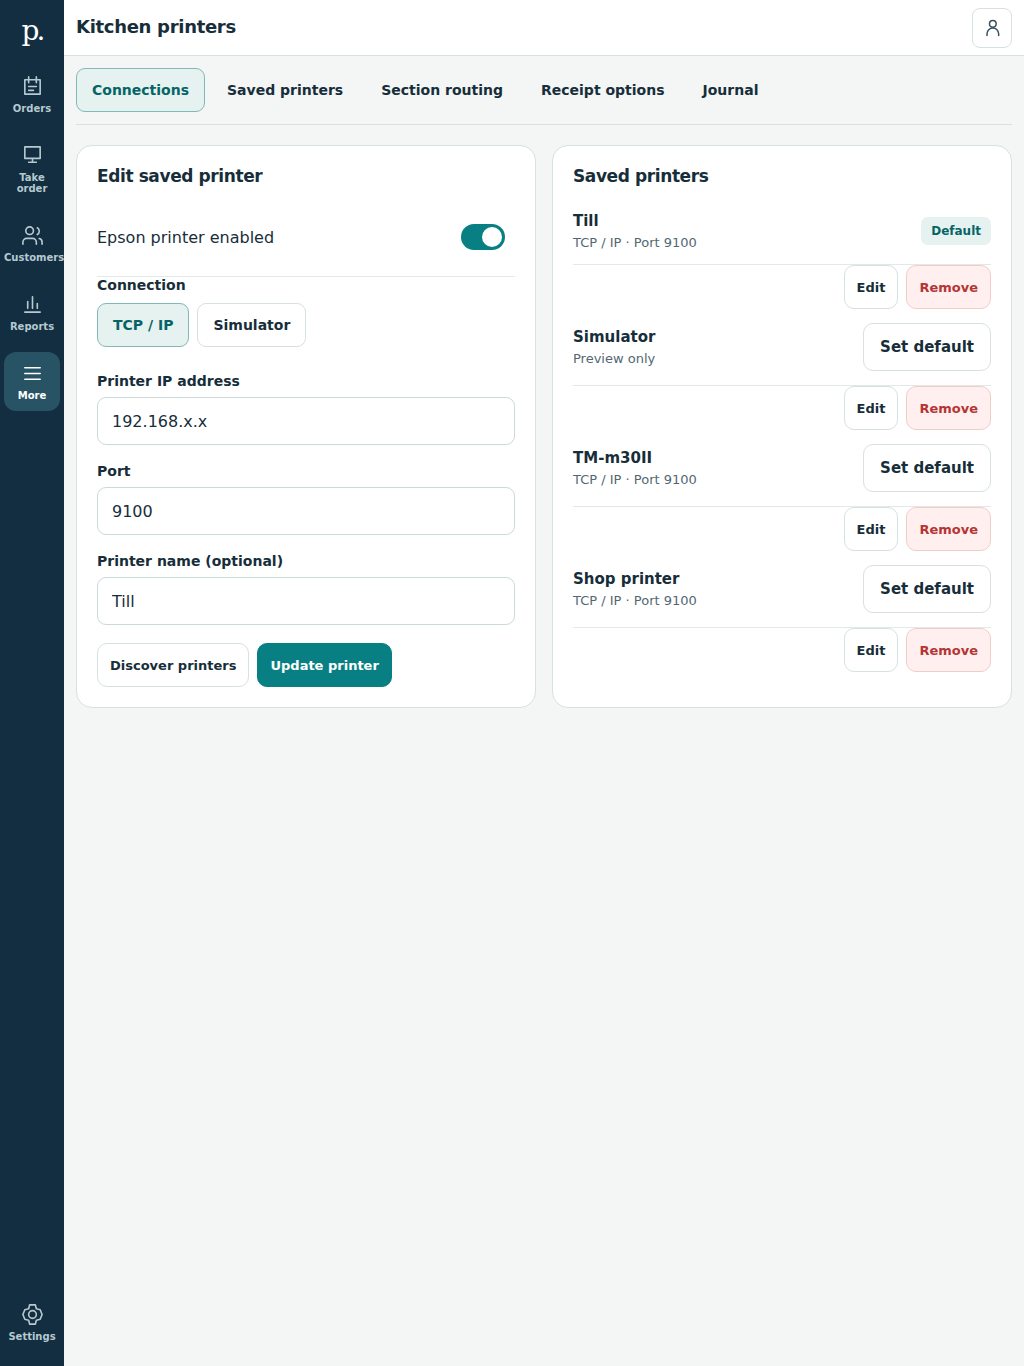 p.
Orders
Take
order
Customers
Reports
More
Settings
Kitchen printers
Connections
Saved printers
Section routing
Receipt options
Journal
Edit saved printer
Epson printer enabled
Connection
TCP / IP
Simulator
Printer IP address
192.168.x.x
Port
9100
Printer name (optional)
Till
Discover printers
Update printer
Saved printers
Till
TCP / IP · Port 9100
Default
Edit
Remove
Simulator
Preview only
Set default
Edit
Remove
TM-m30II
TCP / IP · Port 9100
Set default
Edit
Remove
Shop printer
TCP / IP · Port 9100
Set default
Edit
Remove